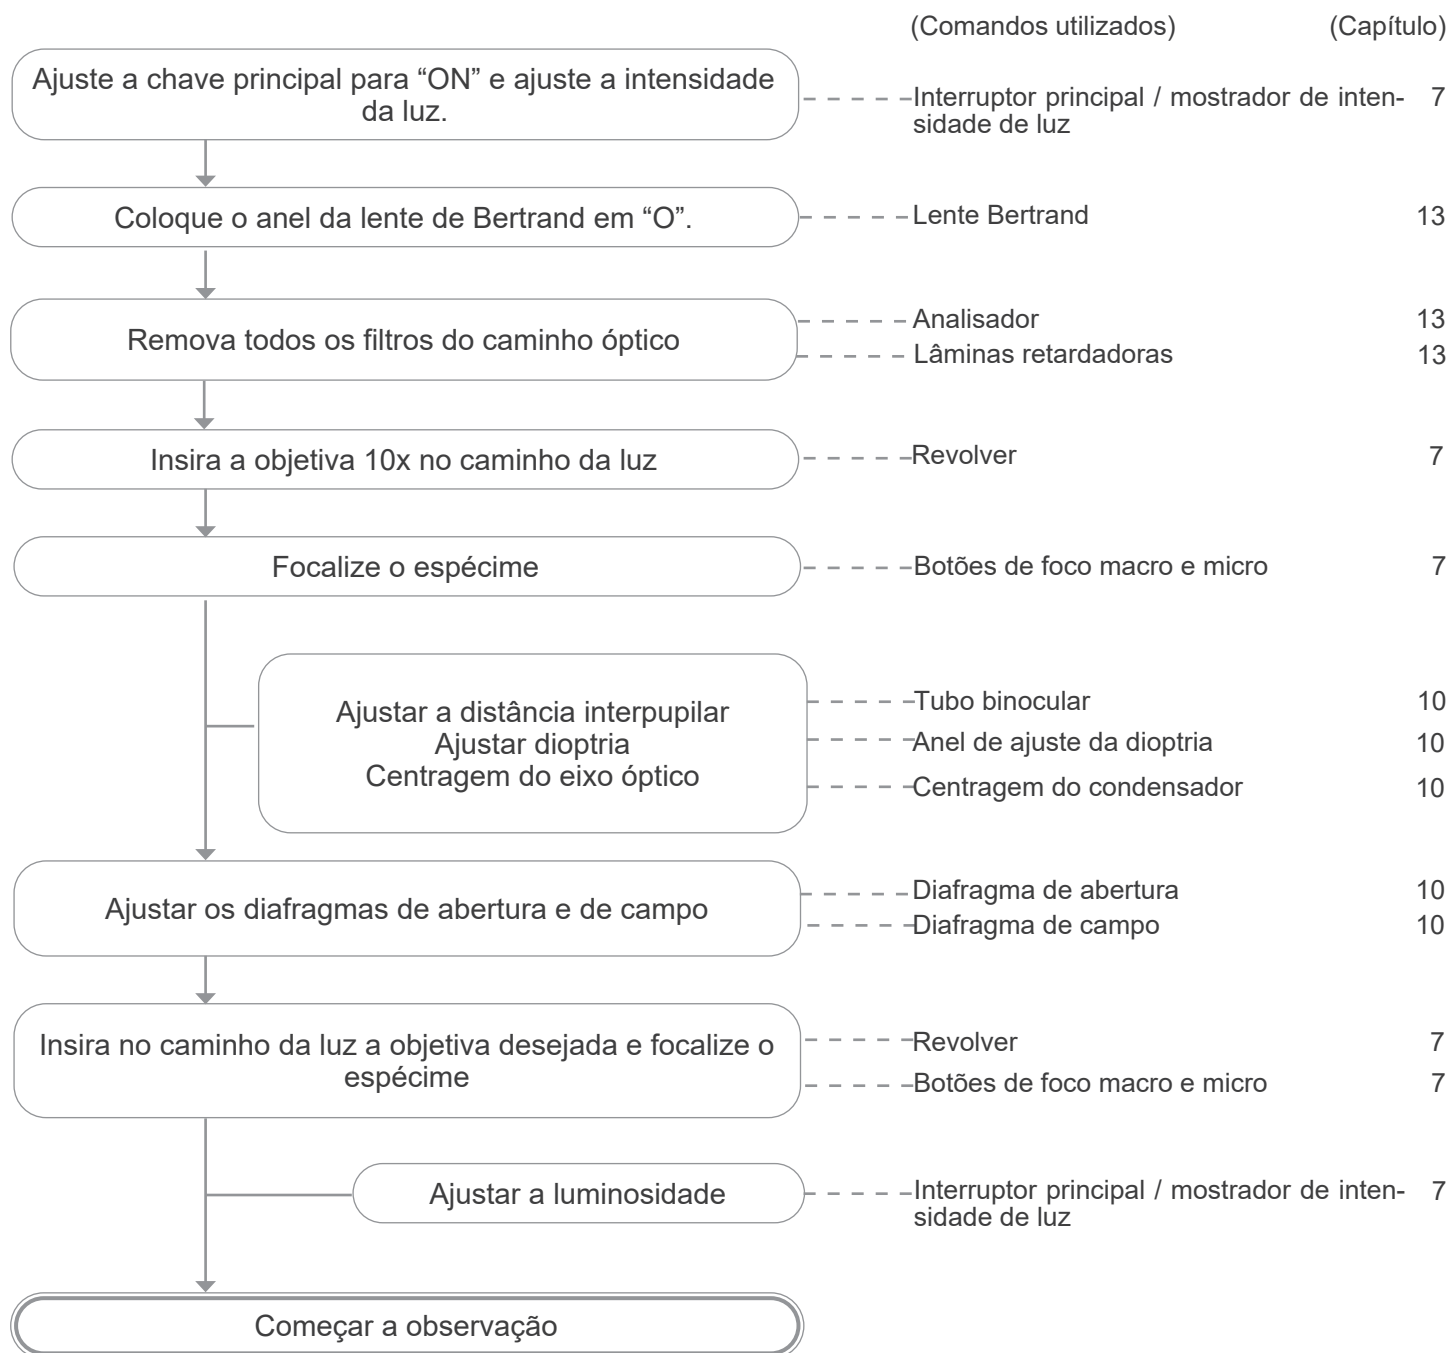 (Comandos utilizados) (Capítulo)
Ajuste a chave principal para “ON” e ajuste a intensidade
da luz.
Interruptor principal / mostrador de inten- 7
sidade de luz
Coloque o anel da lente de Bertrand em “O”.
Lente Bertrand 13
Remova todos os filtros do caminho óptico
Analisador 13
Lâminas retardadoras 13
Insira a objetiva 10x no caminho da luz
Revolver 7
Focalize o espécime
Botões de foco macro e micro 7
Ajustar a distância interpupilar
Ajustar dioptria
Centragem do eixo óptico
Tubo binocular 10
Anel de ajuste da dioptria 10
Centragem do condensador 10
Ajustar os diafragmas de abertura e de campo
Diafragma de abertura 10
Diafragma de campo 10
Insira no caminho da luz a objetiva desejada e focalize o
espécime
Revolver 7
Botões de foco macro e micro 7
Ajustar a luminosidade
Interruptor principal / mostrador de inten- 7
sidade de luz
Começar a observação